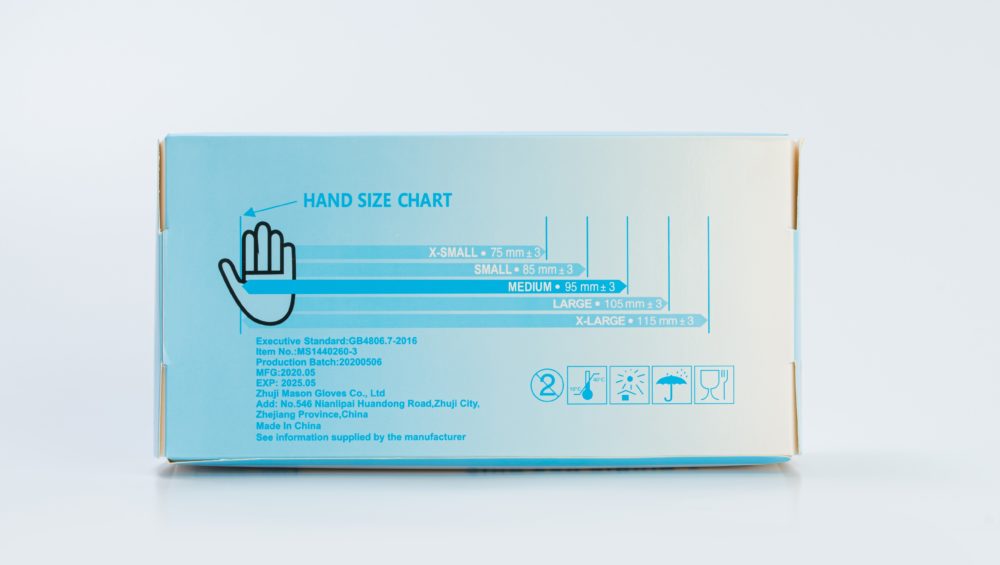 HAND SIZE CHART
X-SMALL • 75 mm ± 3
SMALL • 85 mm ± 3
MEDIUM • 95 mm ± 3
LARGE • 105 mm ± 3
X-LARGE • 115 mm ± 3
Executive Standard:GB4806.7-2016
Item No.:MS1440260-3
Production Batch:20200506
MFG:2020.05
EXP: 2025.05
Zhuji Mason Gloves Co., Ltd
Add: No.546 Nianlipai Huandong Road,Zhuji City,
Zhejiang Province,China
Made In China
See information supplied by the manufacturer
2